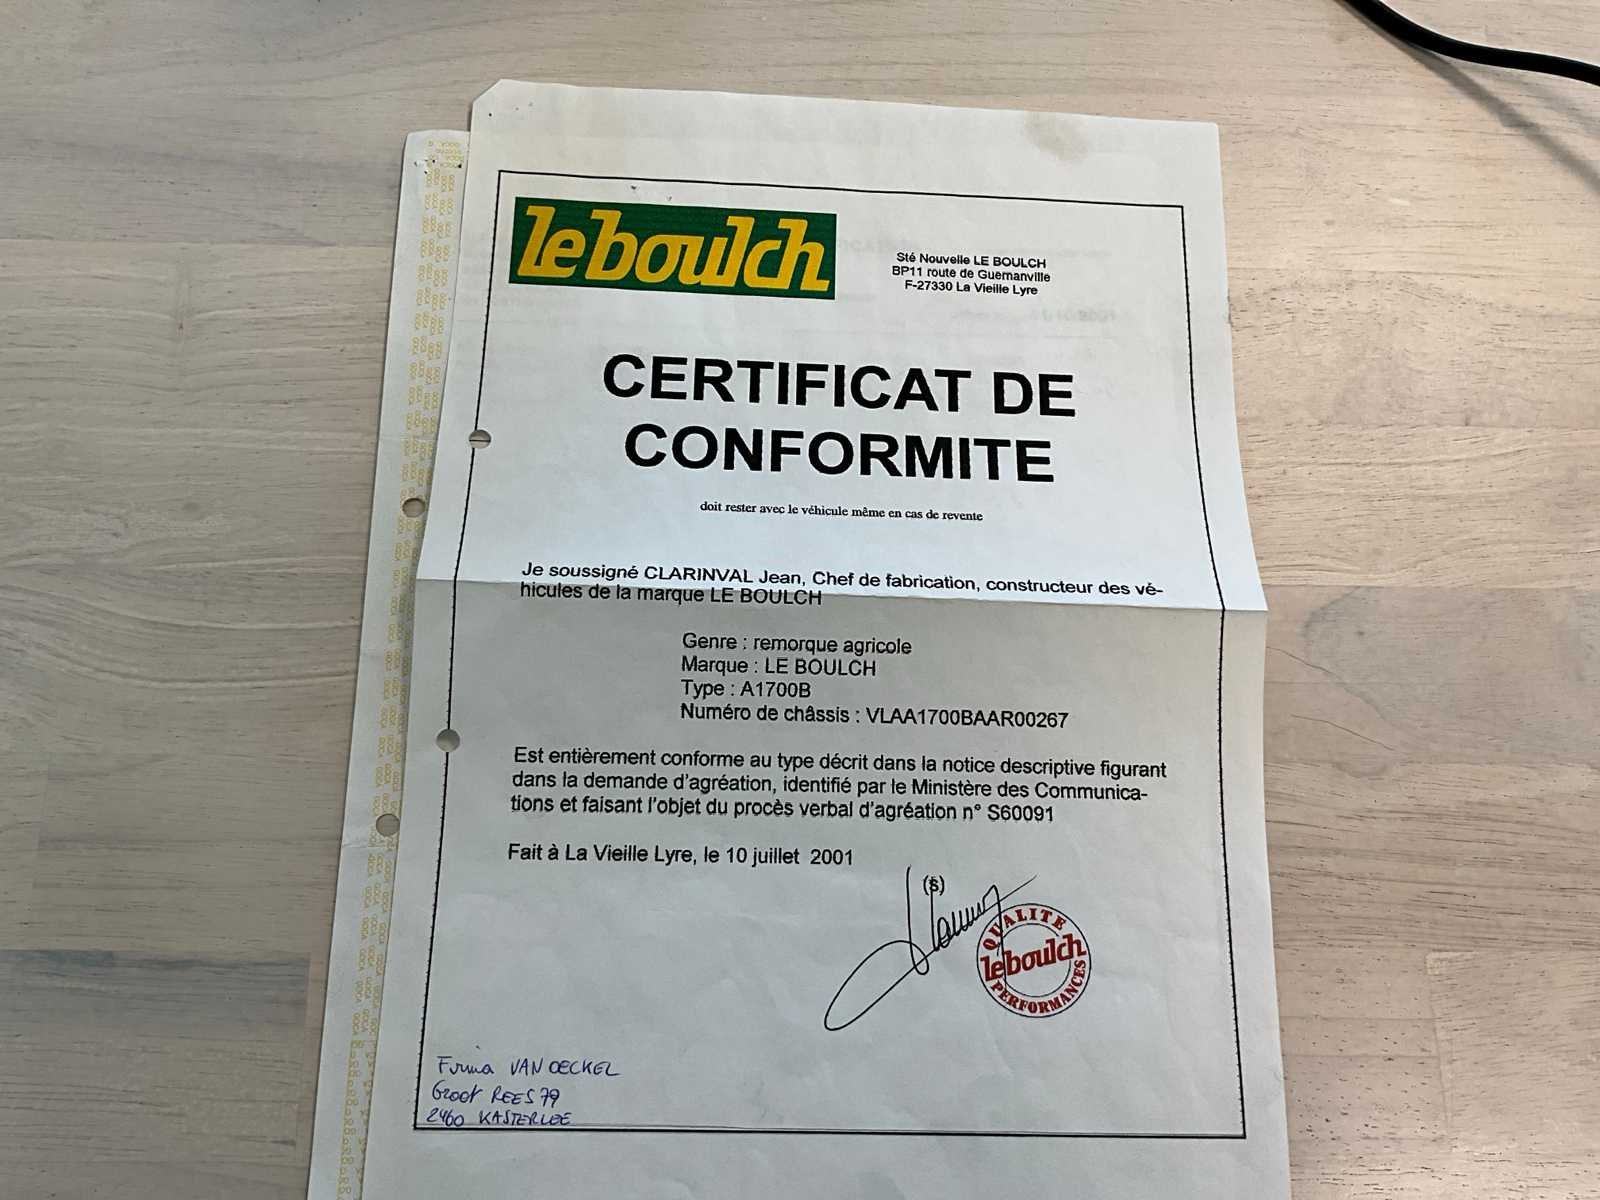 leboulch
Sté Nouvelle LE BOULCH
BP11 route de Guernanville
F-27330 La Vieille Lyre
CERTIFICAT DE
CONFORMITE
doit rester avec le véhicule même en cas de revente
Je soussigné CLARINVAL Jean, Chef de fabrication, constructeur des vé-
hicules de la marque LE BOULCH
Genre : remorque agricole
Marque : LE BOULCH
Type : A1700B
Numéro de châssis : VLAA1700BAAR00267
Est entièrement conforme au type décrit dans la notice descriptive figurant
dans la demande d'agréation, identifié par le Ministère des Communica-
tions et faisant l'objet du procès verbal d'agréation n° S60091
Fait à La Vieille Lyre, le 10 juillet 2001
(s)
QUALITE
leboulch
PERFORMANCES
Firma VAN OECKEL
Groot REES 79
2460 KASTERLEE